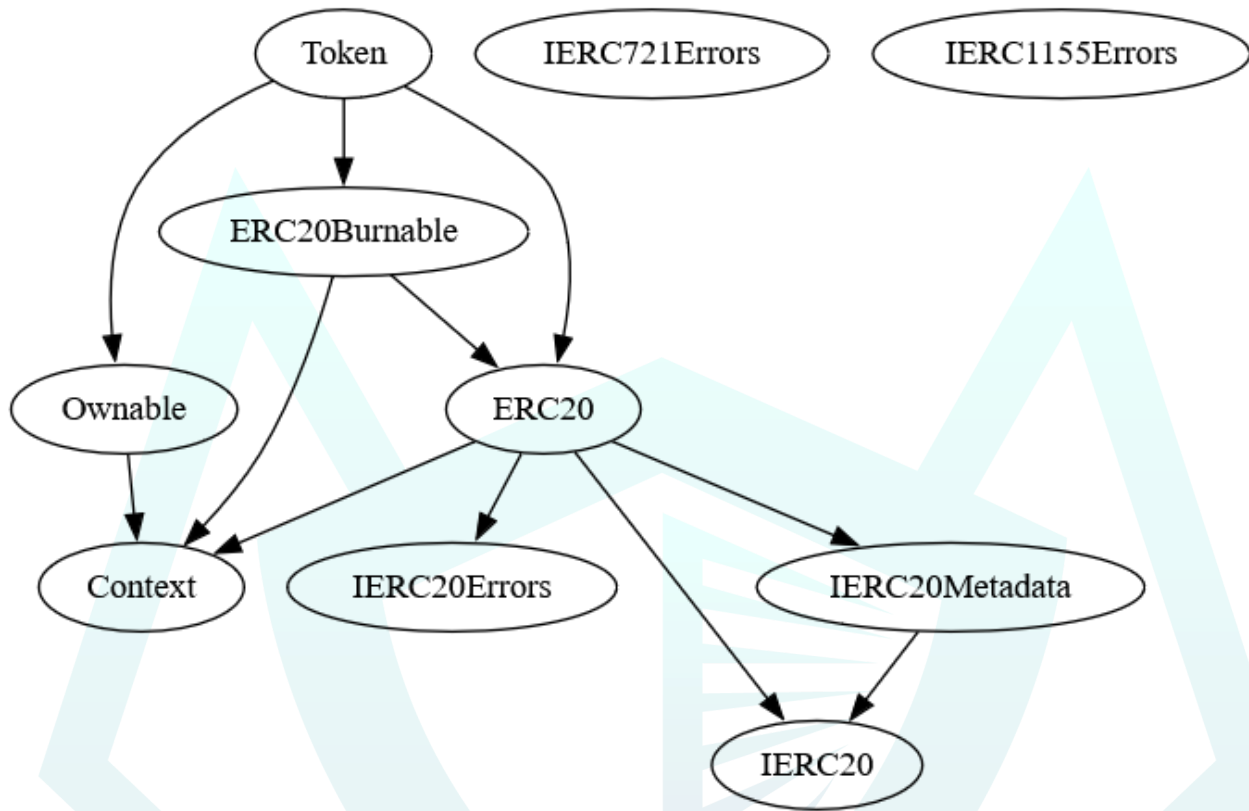 Token
IERC721Errors
IERC1155Errors
ERC20Burnable
Ownable
ERC20
Context
IERC20Errors
IERC20Metadata
IERC20